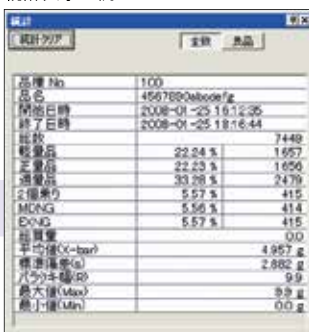 統計
統計クリア
全数 良品
品種 No 100
品名 4567890abcdefg
開始日時 2008-01-25 16:12:35
終了日時 2008-01-25 18:16:44
総数 7449
軽量品 22.24 % 1657
正量品 22.23 % 1656
過量品 33.28 % 2479
2個乗り 5.57 % 415
MDNG 5.56 % 414
EXNG 5.57 % 415
総質量 0.0
平均値(X-bar) 4.957 g
標準偏差(s) 2.882 g
バラツキ幅(R) 9.9
最大値(Max) 9.9 g
最小値(Min) 0.0 g